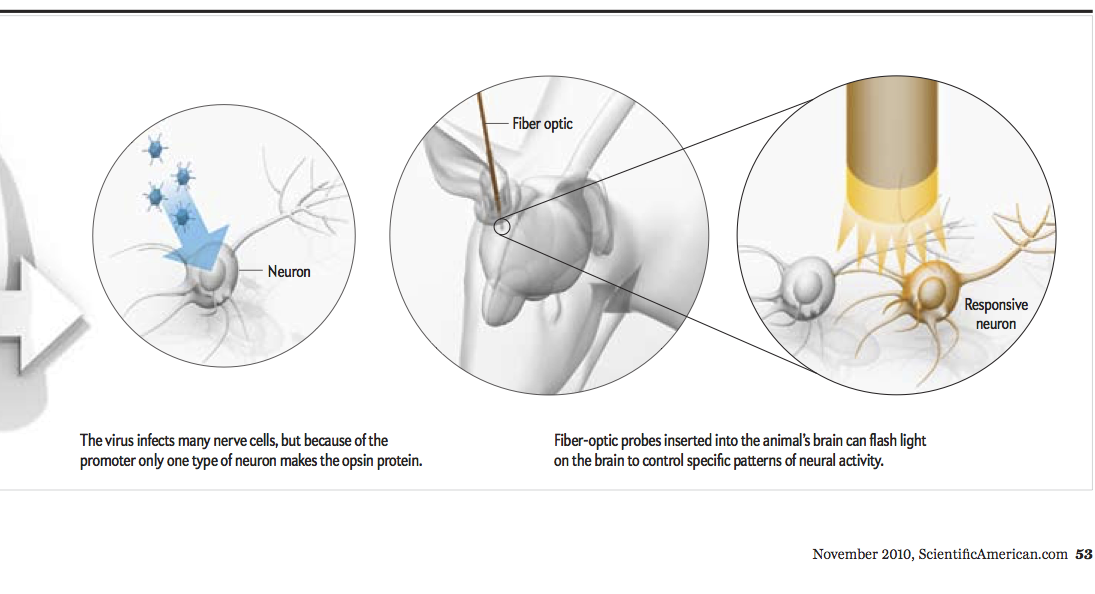 Fiber optic
Neuron
Responsive
neuron
The virus infects many nerve cells, but because of the
promoter only one type of neuron makes the opsin protein.
Fiber-optic probes inserted into the animal's brain can flash light
on the brain to control specific patterns of neural activity.
November 2010, ScientificAmerican.com 53